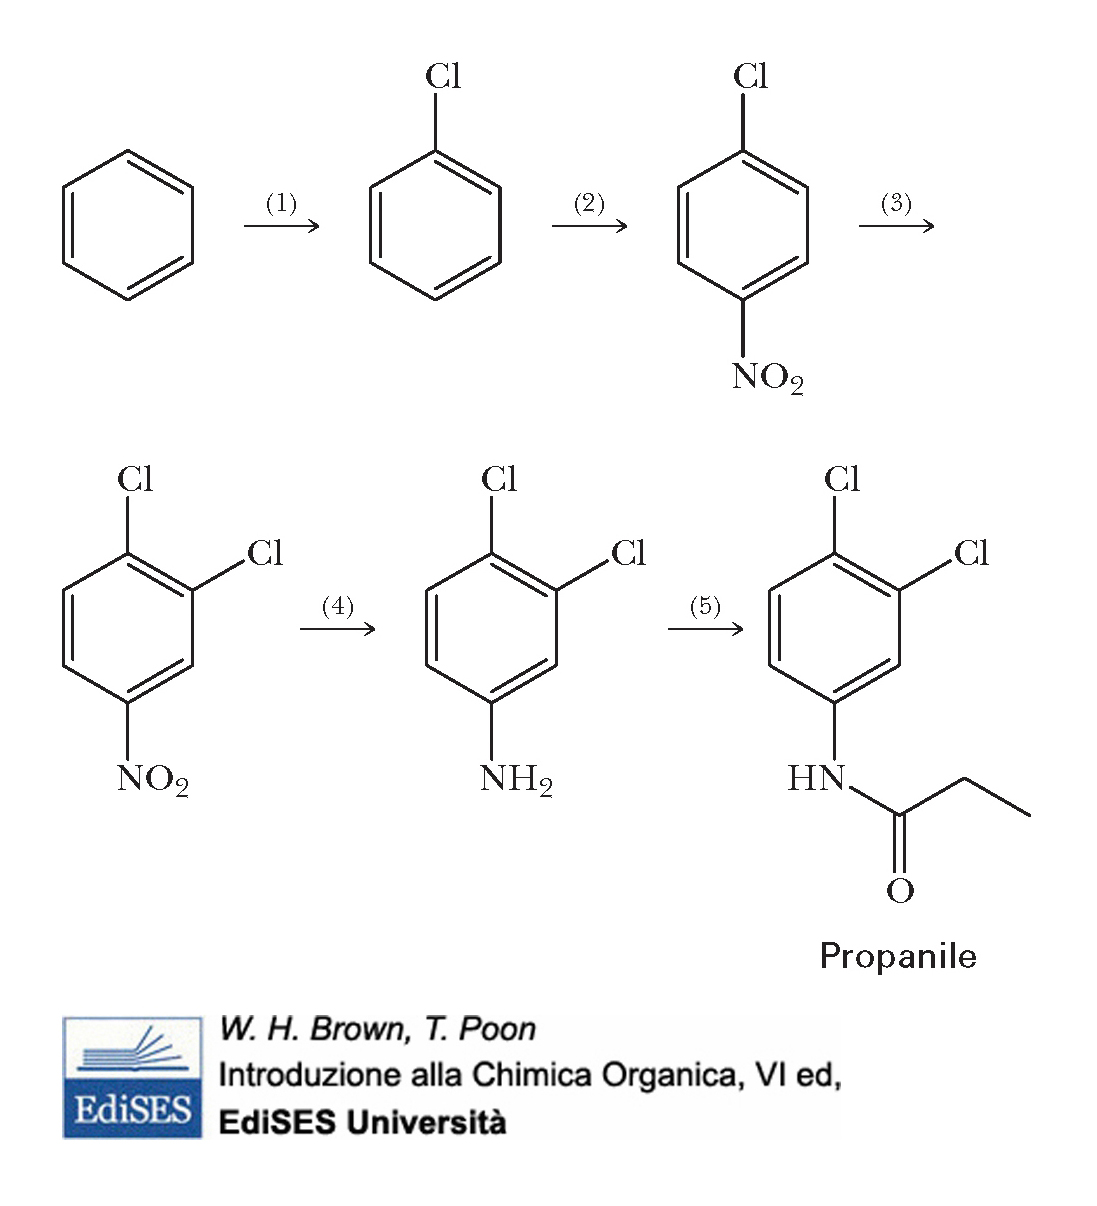 Cl Cl
(1) (2) (3)
NO₂
Cl Cl Cl
Cl Cl Cl
(4) (5)
NO₂ NH₂ HN
O
Propanile
W. H. Brown, T. Poon
Introduzione alla Chimica Organica, VI ed,
EdiSES EdiSES Università